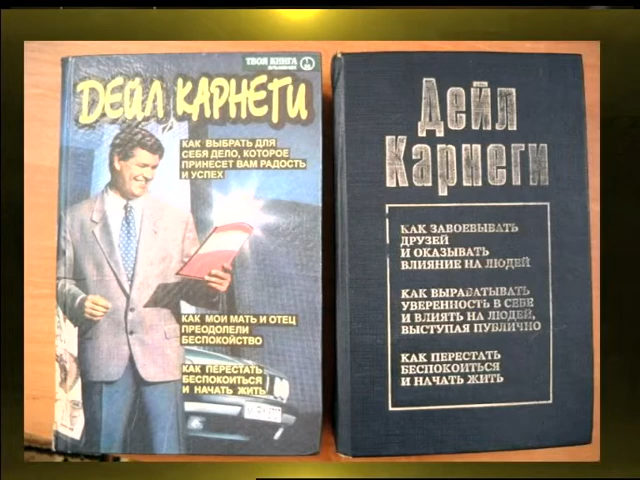 ТВОЯ КНИГА
ДЕЙЛ КАРНЕГИ
КАК ВЫБРАТЬ ДЛЯ
СЕБЯ ДЕЛО, КОТОРОЕ
ПРИНЕСЕТ ВАМ РАДОСТЬ
И УСПЕХ
КАК МОИ МАТЬ И ОТЕЦ
ПРЕОДОЛЕЛИ
БЕСПОКОЙСТВО
КАК ПЕРЕСТАТЬ
БЕСПОКОИТЬСЯ
И НАЧАТЬ ЖИТЬ
Дейл
Карнеги
КАК ЗАВОЕВЫВАТЬ
ДРУЗЕЙ
И ОКАЗЫВАТЬ
ВЛИЯНИЕ НА ЛЮДЕЙ
КАК ВЫРАБАТЫВАТЬ
УВЕРЕННОСТЬ В СЕБЕ
И ВЛИЯТЬ НА ЛЮДЕЙ,
ВЫСТУПАЯ ПУБЛИЧНО
КАК ПЕРЕСТАТЬ
БЕСПОКОИТЬСЯ
И НАЧАТЬ ЖИТЬ